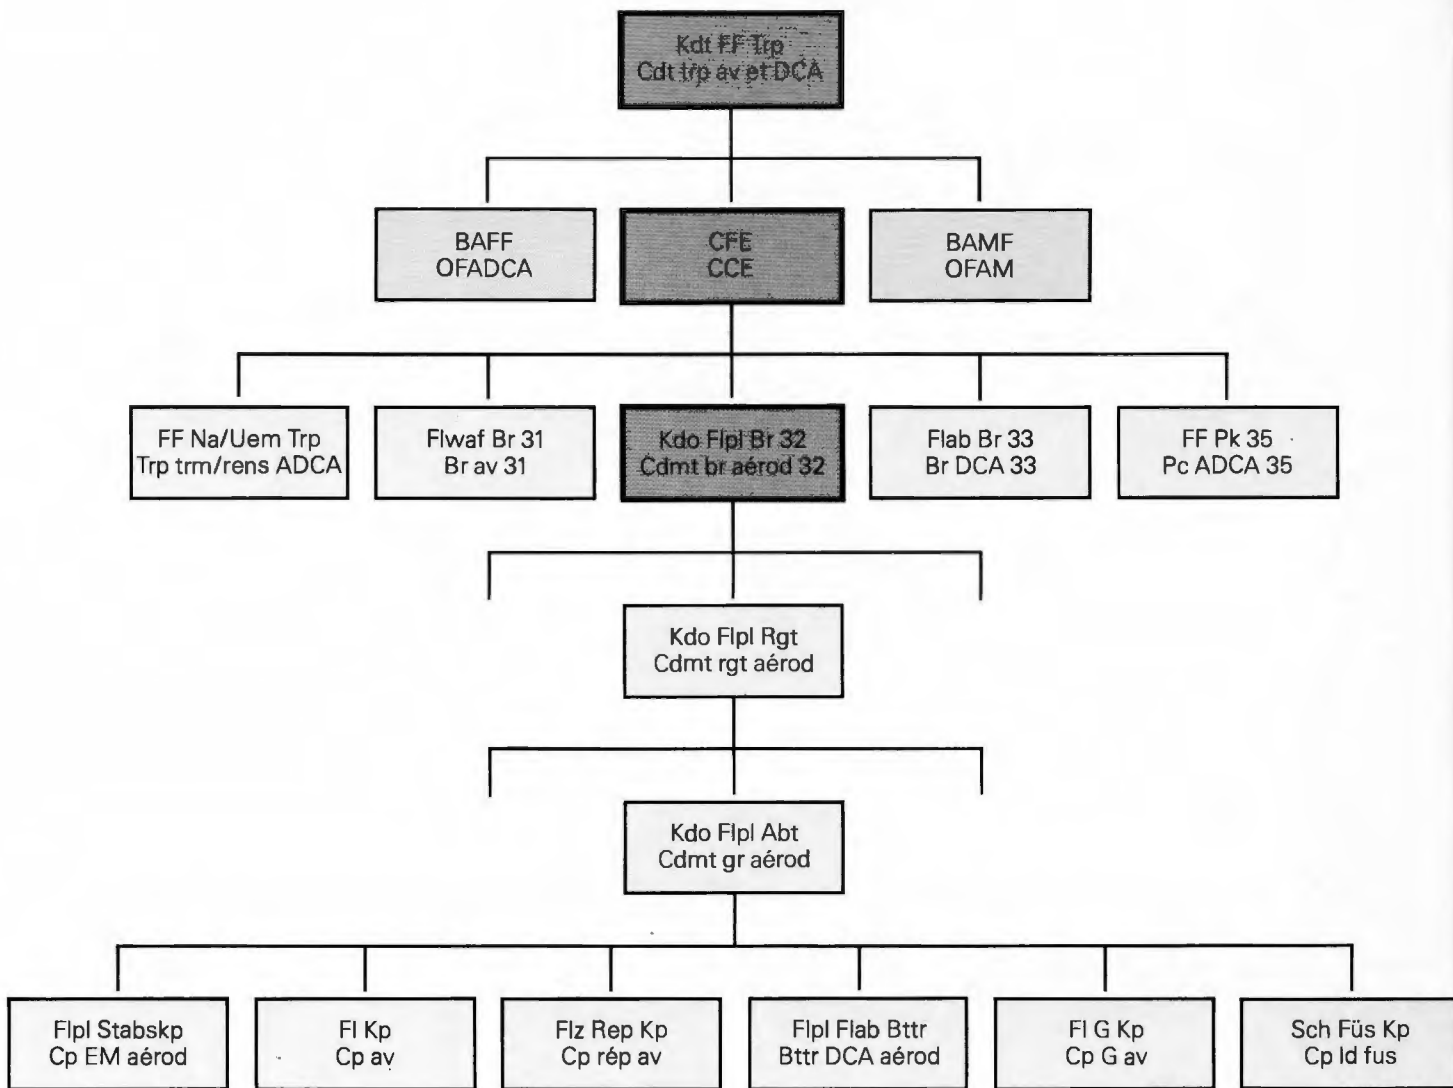 Kdt FF Trp
Cdt trp av et DCA
BAFF
OFADCA
CFE
CCE
BAMF
OFAM
FF Na/Uem Trp
Trp trm/rens ADCA
Flwaf Br 31
Br av 31
Kdo Flpl Br 32
Cdmt br aérod 32
Flab Br 33
Br DCA 33
FF Pk 35
Pc ADCA 35
Kdo Flpl Rgt
Cdmt rgt aérod
Kdo Flpl Abt
Cdmt gr aérod
Flpl Stabskp
Cp EM aérod
Fl Kp
Cp av
Flz Rep Kp
Cp rép av
Flpl Flab Bttr
Bttr DCA aérod
Fl G Kp
Cp G av
Sch Füs Kp
Cp ld fus